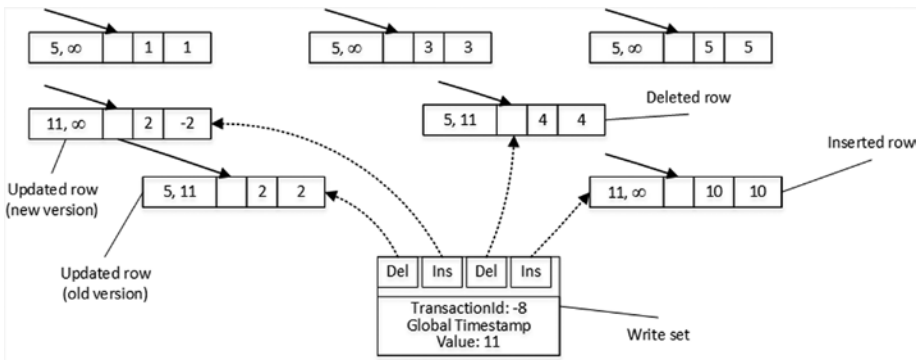 5, ∞ 1 1
5, ∞ 3 3
5, ∞ 5 5
11, ∞ 2 -2
5, 11 4 4
Deleted row
Inserted row
Updated row
(new version)
5, 11 2 2
11, ∞ 10 10
Updated row
(old version)
Del Ins Del Ins
TransactionId: -8
Global Timestamp
Value: 11
Write set